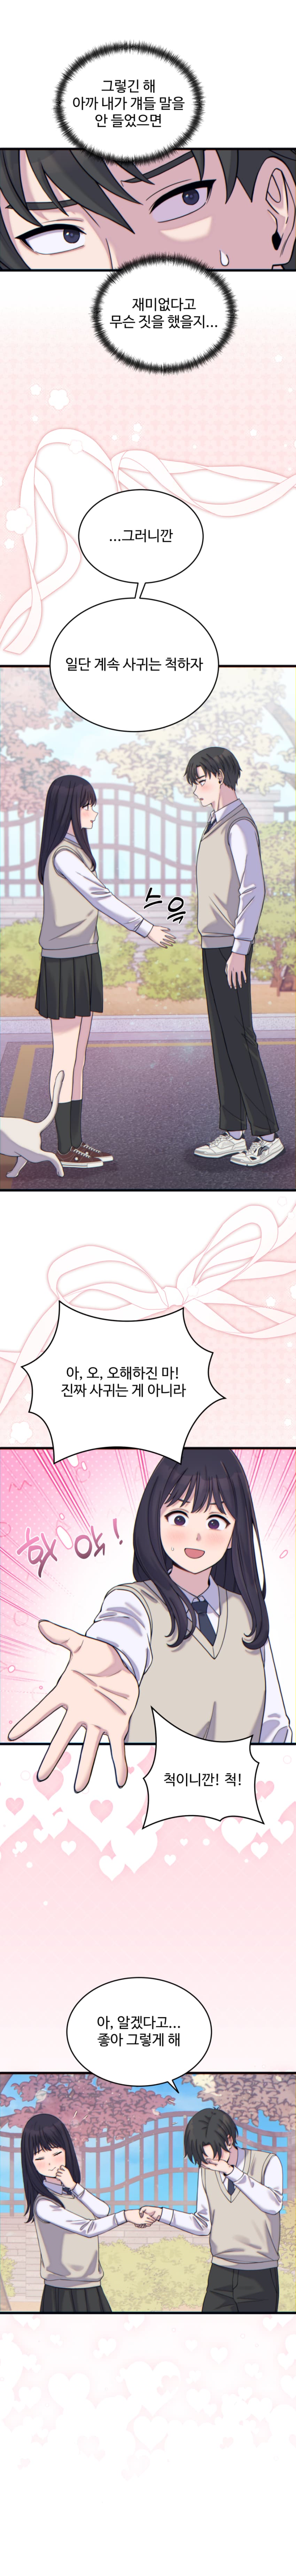 그렇긴 해
아까 내가 걔들 말을
안 들었으면
재미없다고
무슨 짓을 했을지...
...그러니깐
일단 계속 사귀는 척하자
스윽
아, 오, 오해하진 마!
진짜 사귀는 게 아니라
화악!
척이니깐! 척!
아, 알겠다고...
좋아 그렇게 해